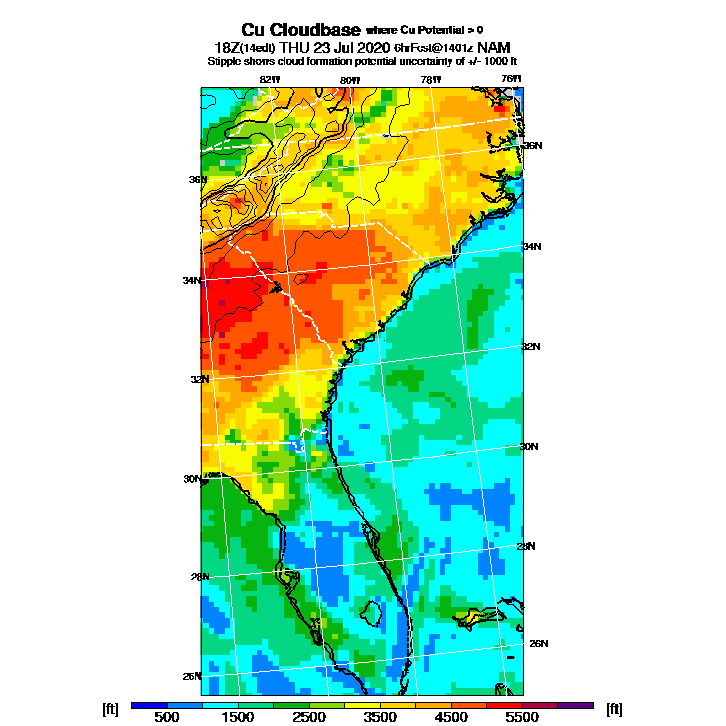 Cu Cloudbase where Cu Potential > 0
18Z(14edt) THU 23 Jul 2020 6hrFcst@1401z NAM
Stipple shows cloud formation potential uncertainty of +/- 1000 ft
82W 80W 78W 76W
36N
36N
34N
34N
32N
32N
30N
30N
28N
28N
26N
26N
[ft] 500 1500 2500 3500 4500 5500 [ft]